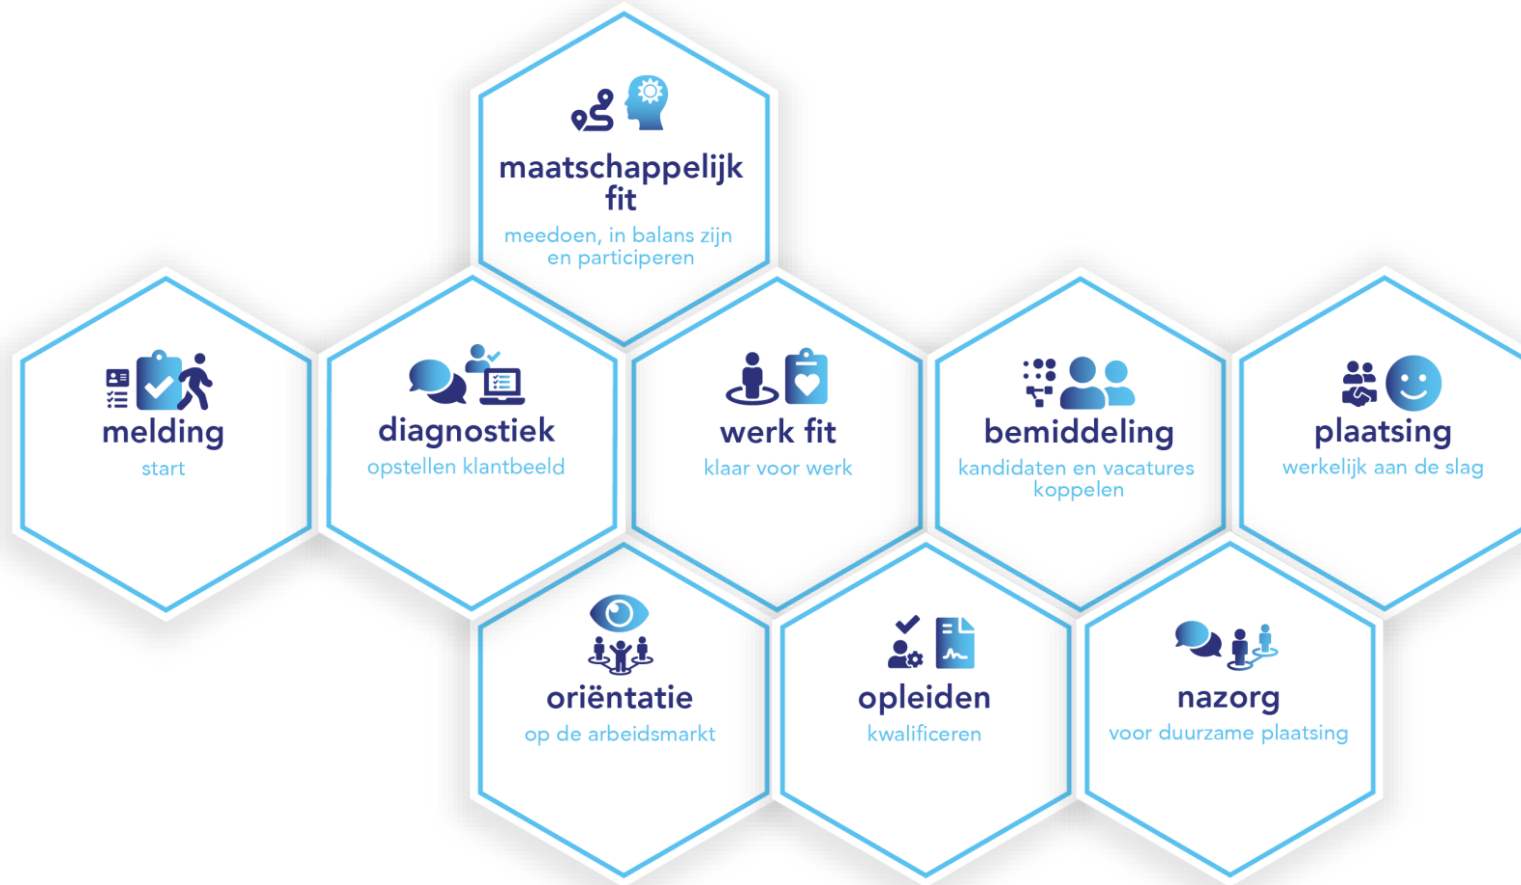 maatschappelijk
fit
meedoen, in balans zijn
en participeren
melding
start
diagnostiek
opstellen klantbeeld
werk fit
klaar voor werk
bemiddeling
kandidaten en vacatures
koppelen
plaatsing
werkelijk aan de slag
oriëntatie
op de arbeidsmarkt
opleiden
kwalificeren
nazorg
voor duurzame plaatsing